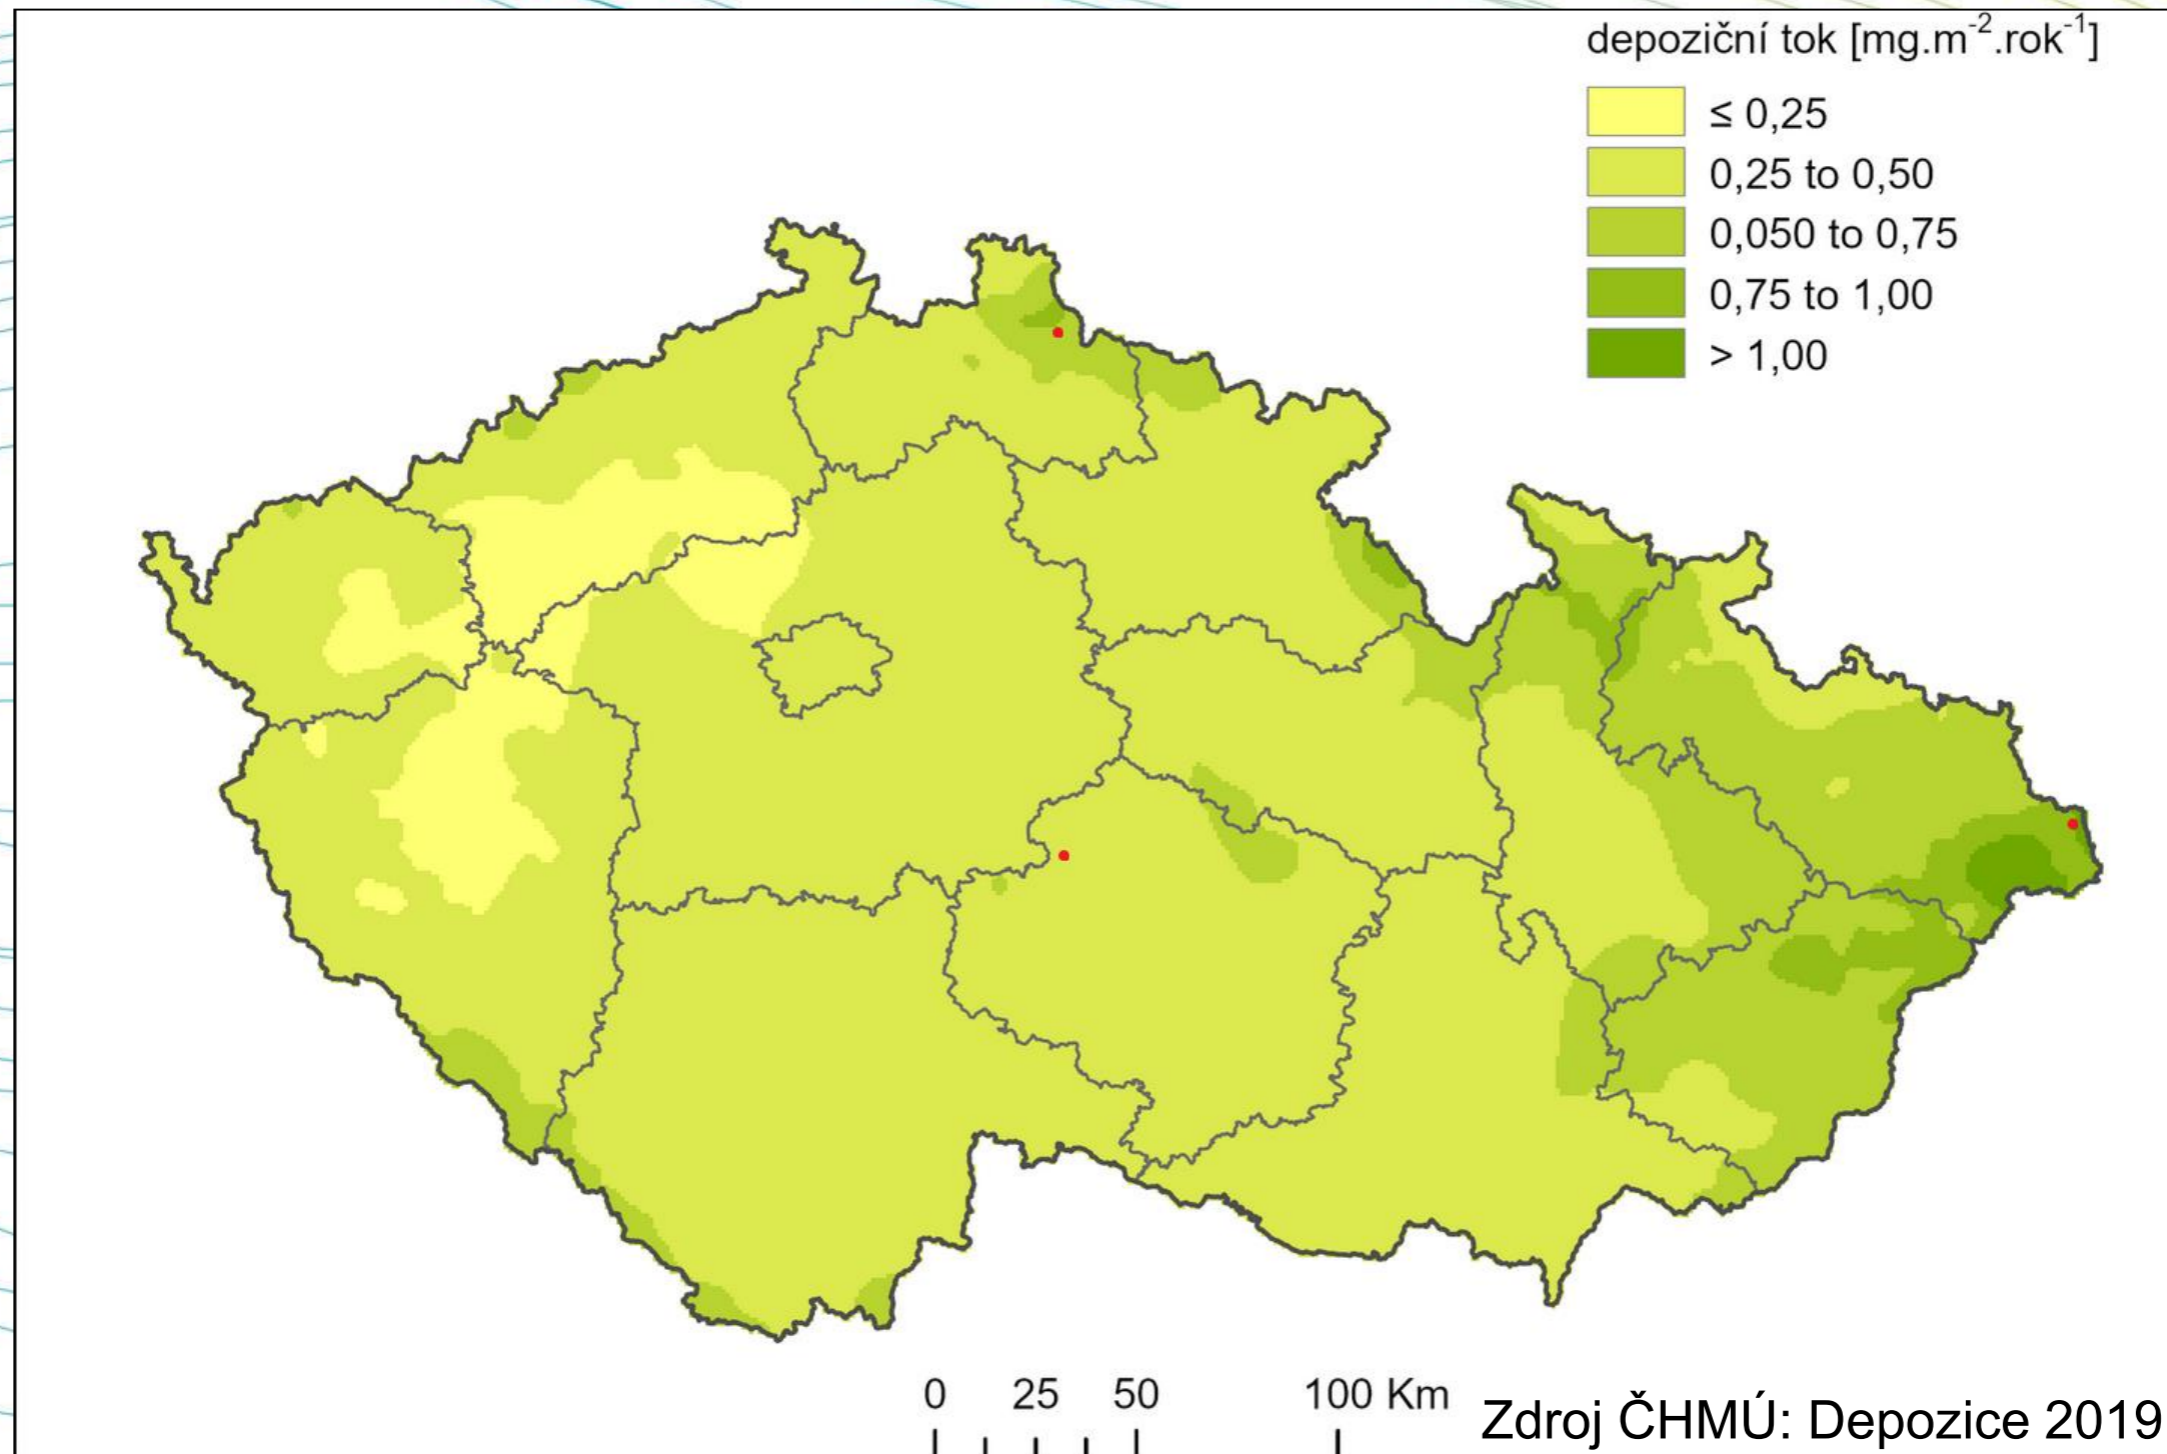 depoziční tok [mg.m⁻².rok⁻¹]
≤ 0,25
0,25 to 0,50
0,050 to 0,75
0,75 to 1,00
> 1,00
0 25 50 100 Km
Zdroj ČHMÚ: Depozice 2019